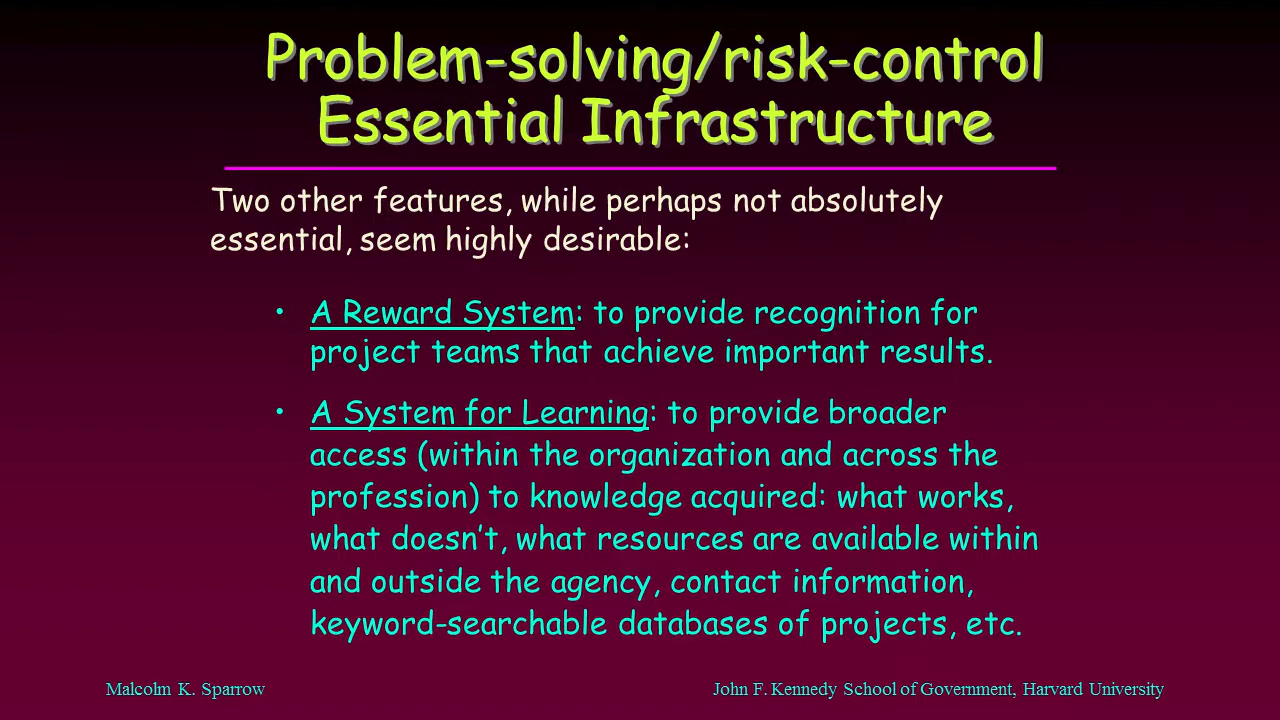 Problem-solving/risk-control
Essential Infrastructure
Two other features, while perhaps not absolutely
essential, seem highly desirable:
• A Reward System: to provide recognition for
project teams that achieve important results.
• A System for Learning: to provide broader
access (within the organization and across the
profession) to knowledge acquired: what works,
what doesn’t, what resources are available within
and outside the agency, contact information,
keyword-searchable databases of projects, etc.
Malcolm K. Sparrow
John F. Kennedy School of Government, Harvard University